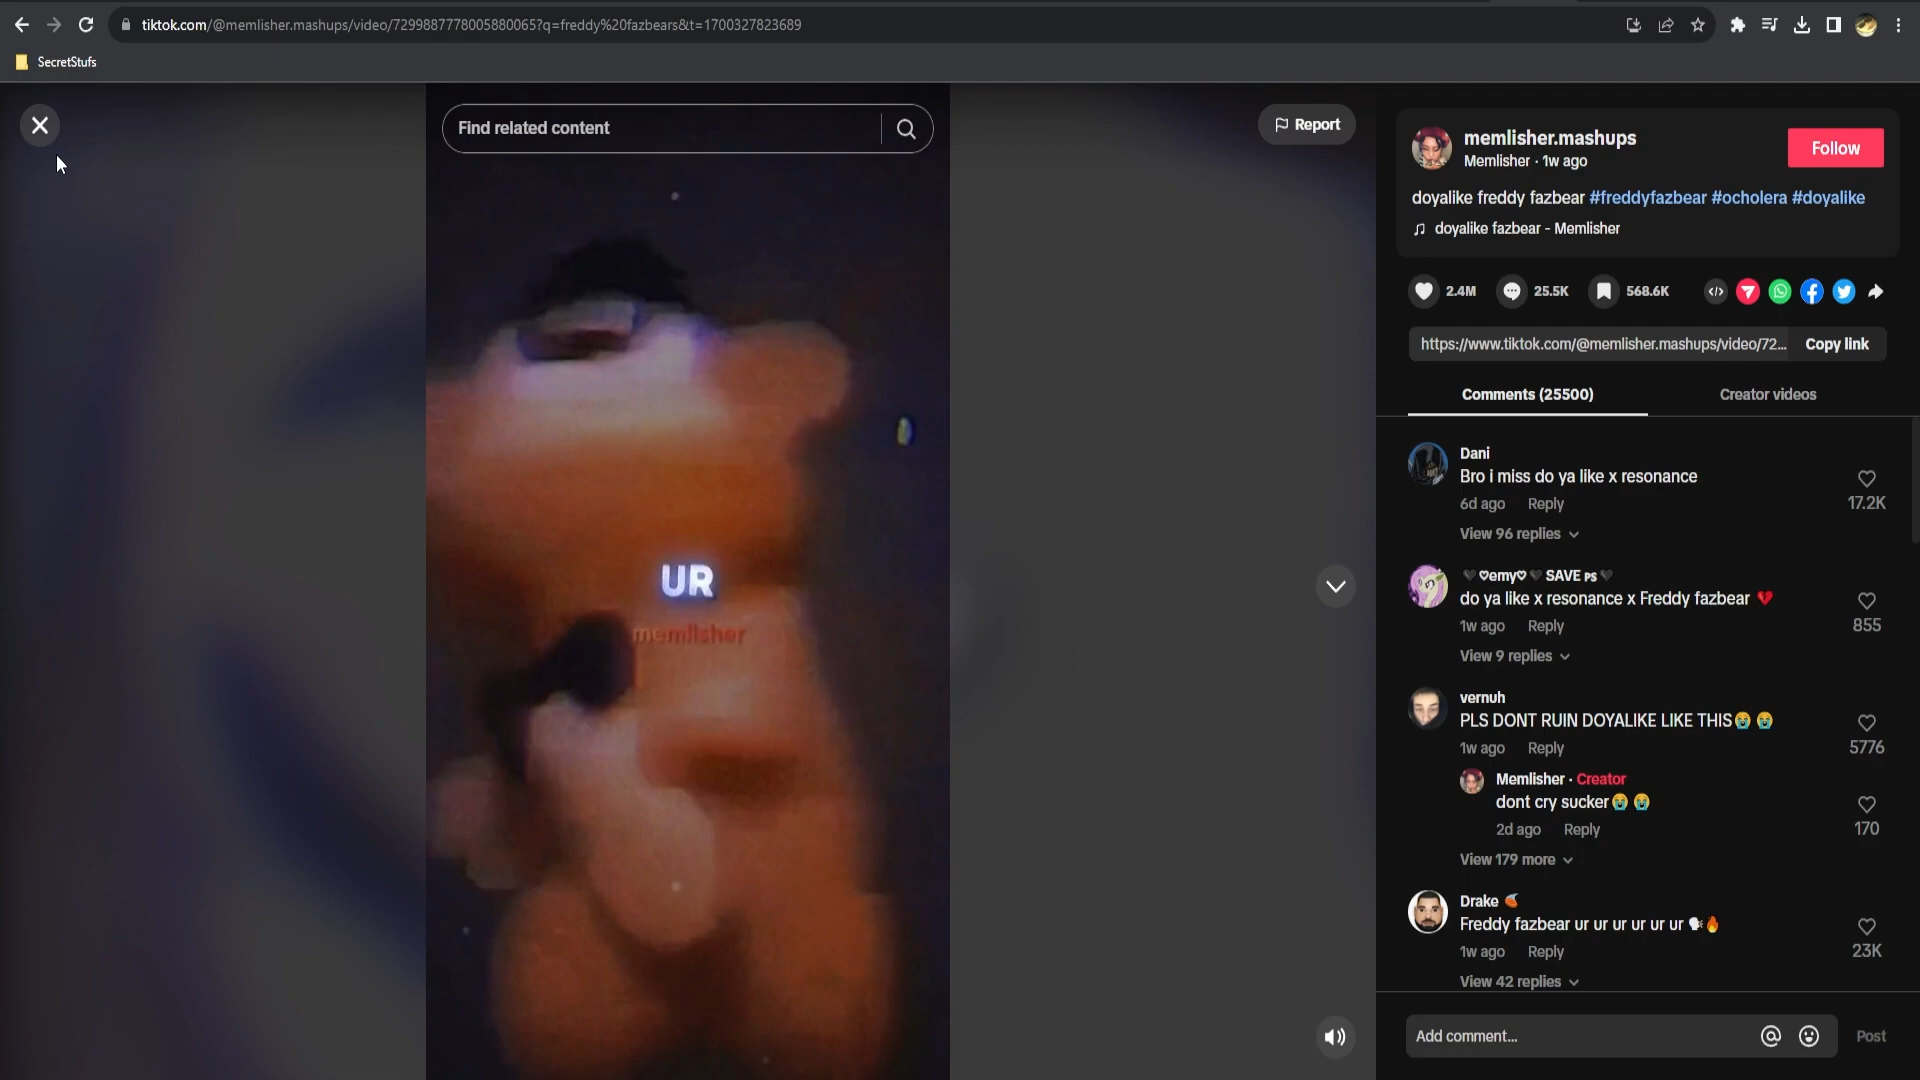 tiktok.com/@memlisher.mashups/video/7299887778005880065?q=freddy%20fazbears&t=1700327823689
SecretStufs
Find related content
Report
UR
memlisher
memlisher.mashups
Memlisher · 1w ago
Follow
doyalike freddy fazbear #freddyfazbear #ocholera #doyalike
doyalike fazbear - Memlisher
2.4M 25.5K 568.6K
https://www.tiktok.com/@memlisher.mashups/video/72... Copy link
Comments (25500) Creator videos
Dani
Bro i miss do ya like x resonance
6d ago Reply 17.2K
View 96 replies
🖤♡emy♡🖤SAVE ᴘs🖤
do ya like x resonance x Freddy fazbear 💔
1w ago Reply 855
View 9 replies
vernuh
PLS DONT RUIN DOYALIKE LIKE THIS😭😭
1w ago Reply 5776
Memlisher · Creator
dont cry sucker😭😭
2d ago Reply 170
View 179 more
Drake
Freddy fazbear ur ur ur ur ur ur 🗣🔥
1w ago Reply 23K
View 42 replies
Add comment... Post